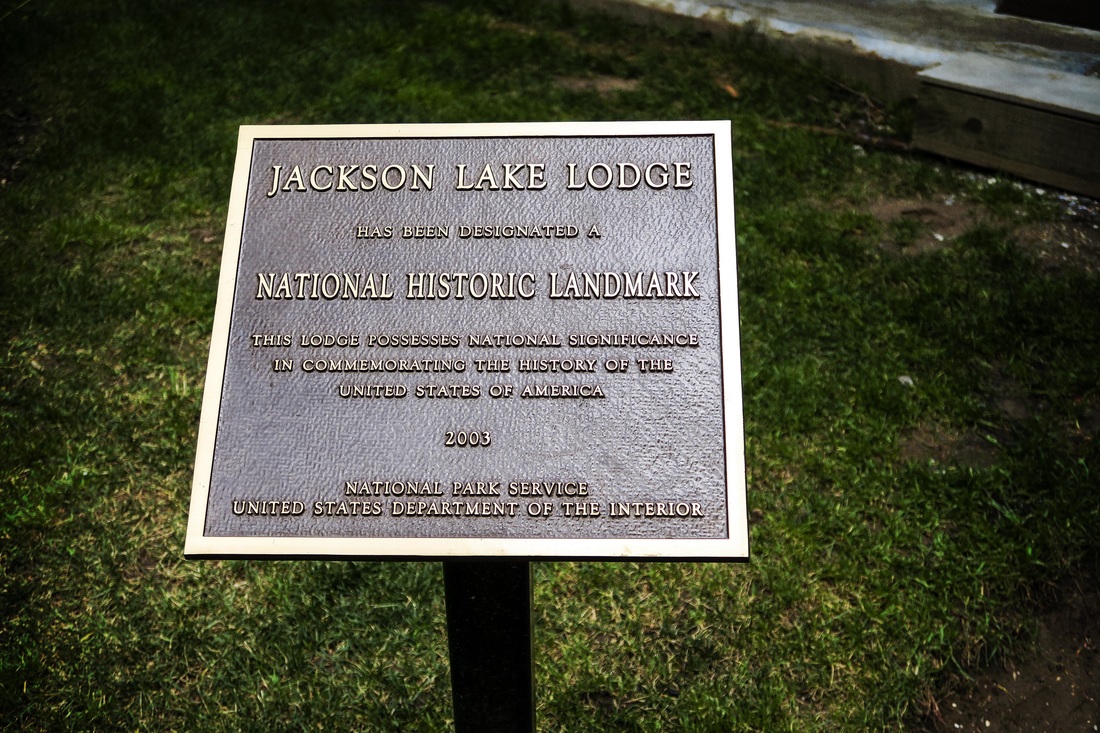 JACKSON LAKE LODGE
HAS BEEN DESIGNATED A
NATIONAL HISTORIC LANDMARK
THIS LODGE POSSESSES NATIONAL SIGNIFICANCE
IN COMMEMORATING THE HISTORY OF THE
UNITED STATES OF AMERICA
2003
NATIONAL PARK SERVICE
UNITED STATES DEPARTMENT OF THE INTERIOR